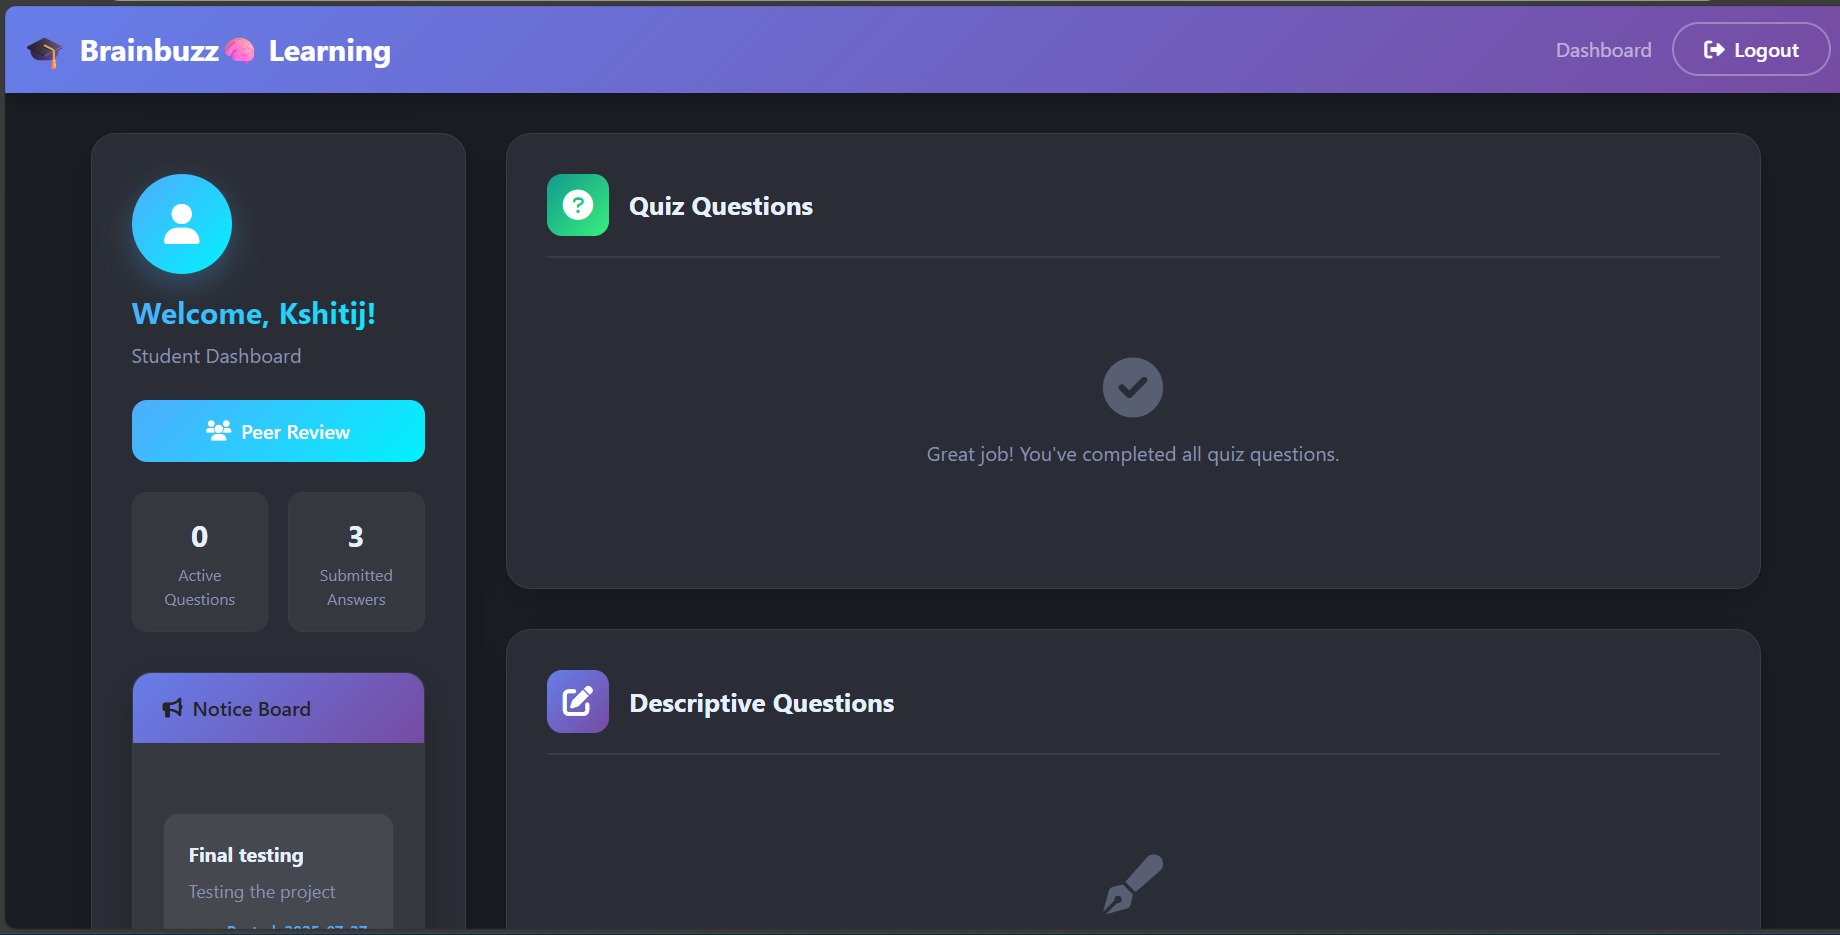 Brainbuzz🧠 Learning
Dashboard
Logout
Welcome, Kshitij!
Student Dashboard
Peer Review
0
Active
Questions
3
Submitted
Answers
Notice Board
Final testing
Testing the project
Quiz Questions
Great job! You've completed all quiz questions.
Descriptive Questions